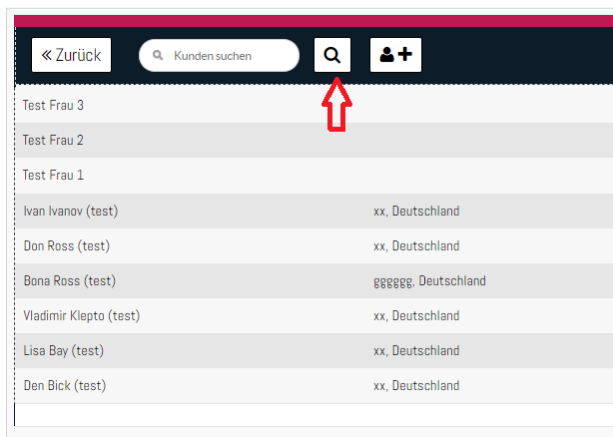 « Zurück
Kunden suchen
Test Frau 3
Test Frau 2
Test Frau 1
Ivan Ivanov (test) xx, Deutschland
Don Ross (test) xx, Deutschland
Bona Ross (test) gggggg, Deutschland
Vladimir Klepto (test) xx, Deutschland
Lisa Bay (test) xx, Deutschland
Den Bick (test) xx, Deutschland